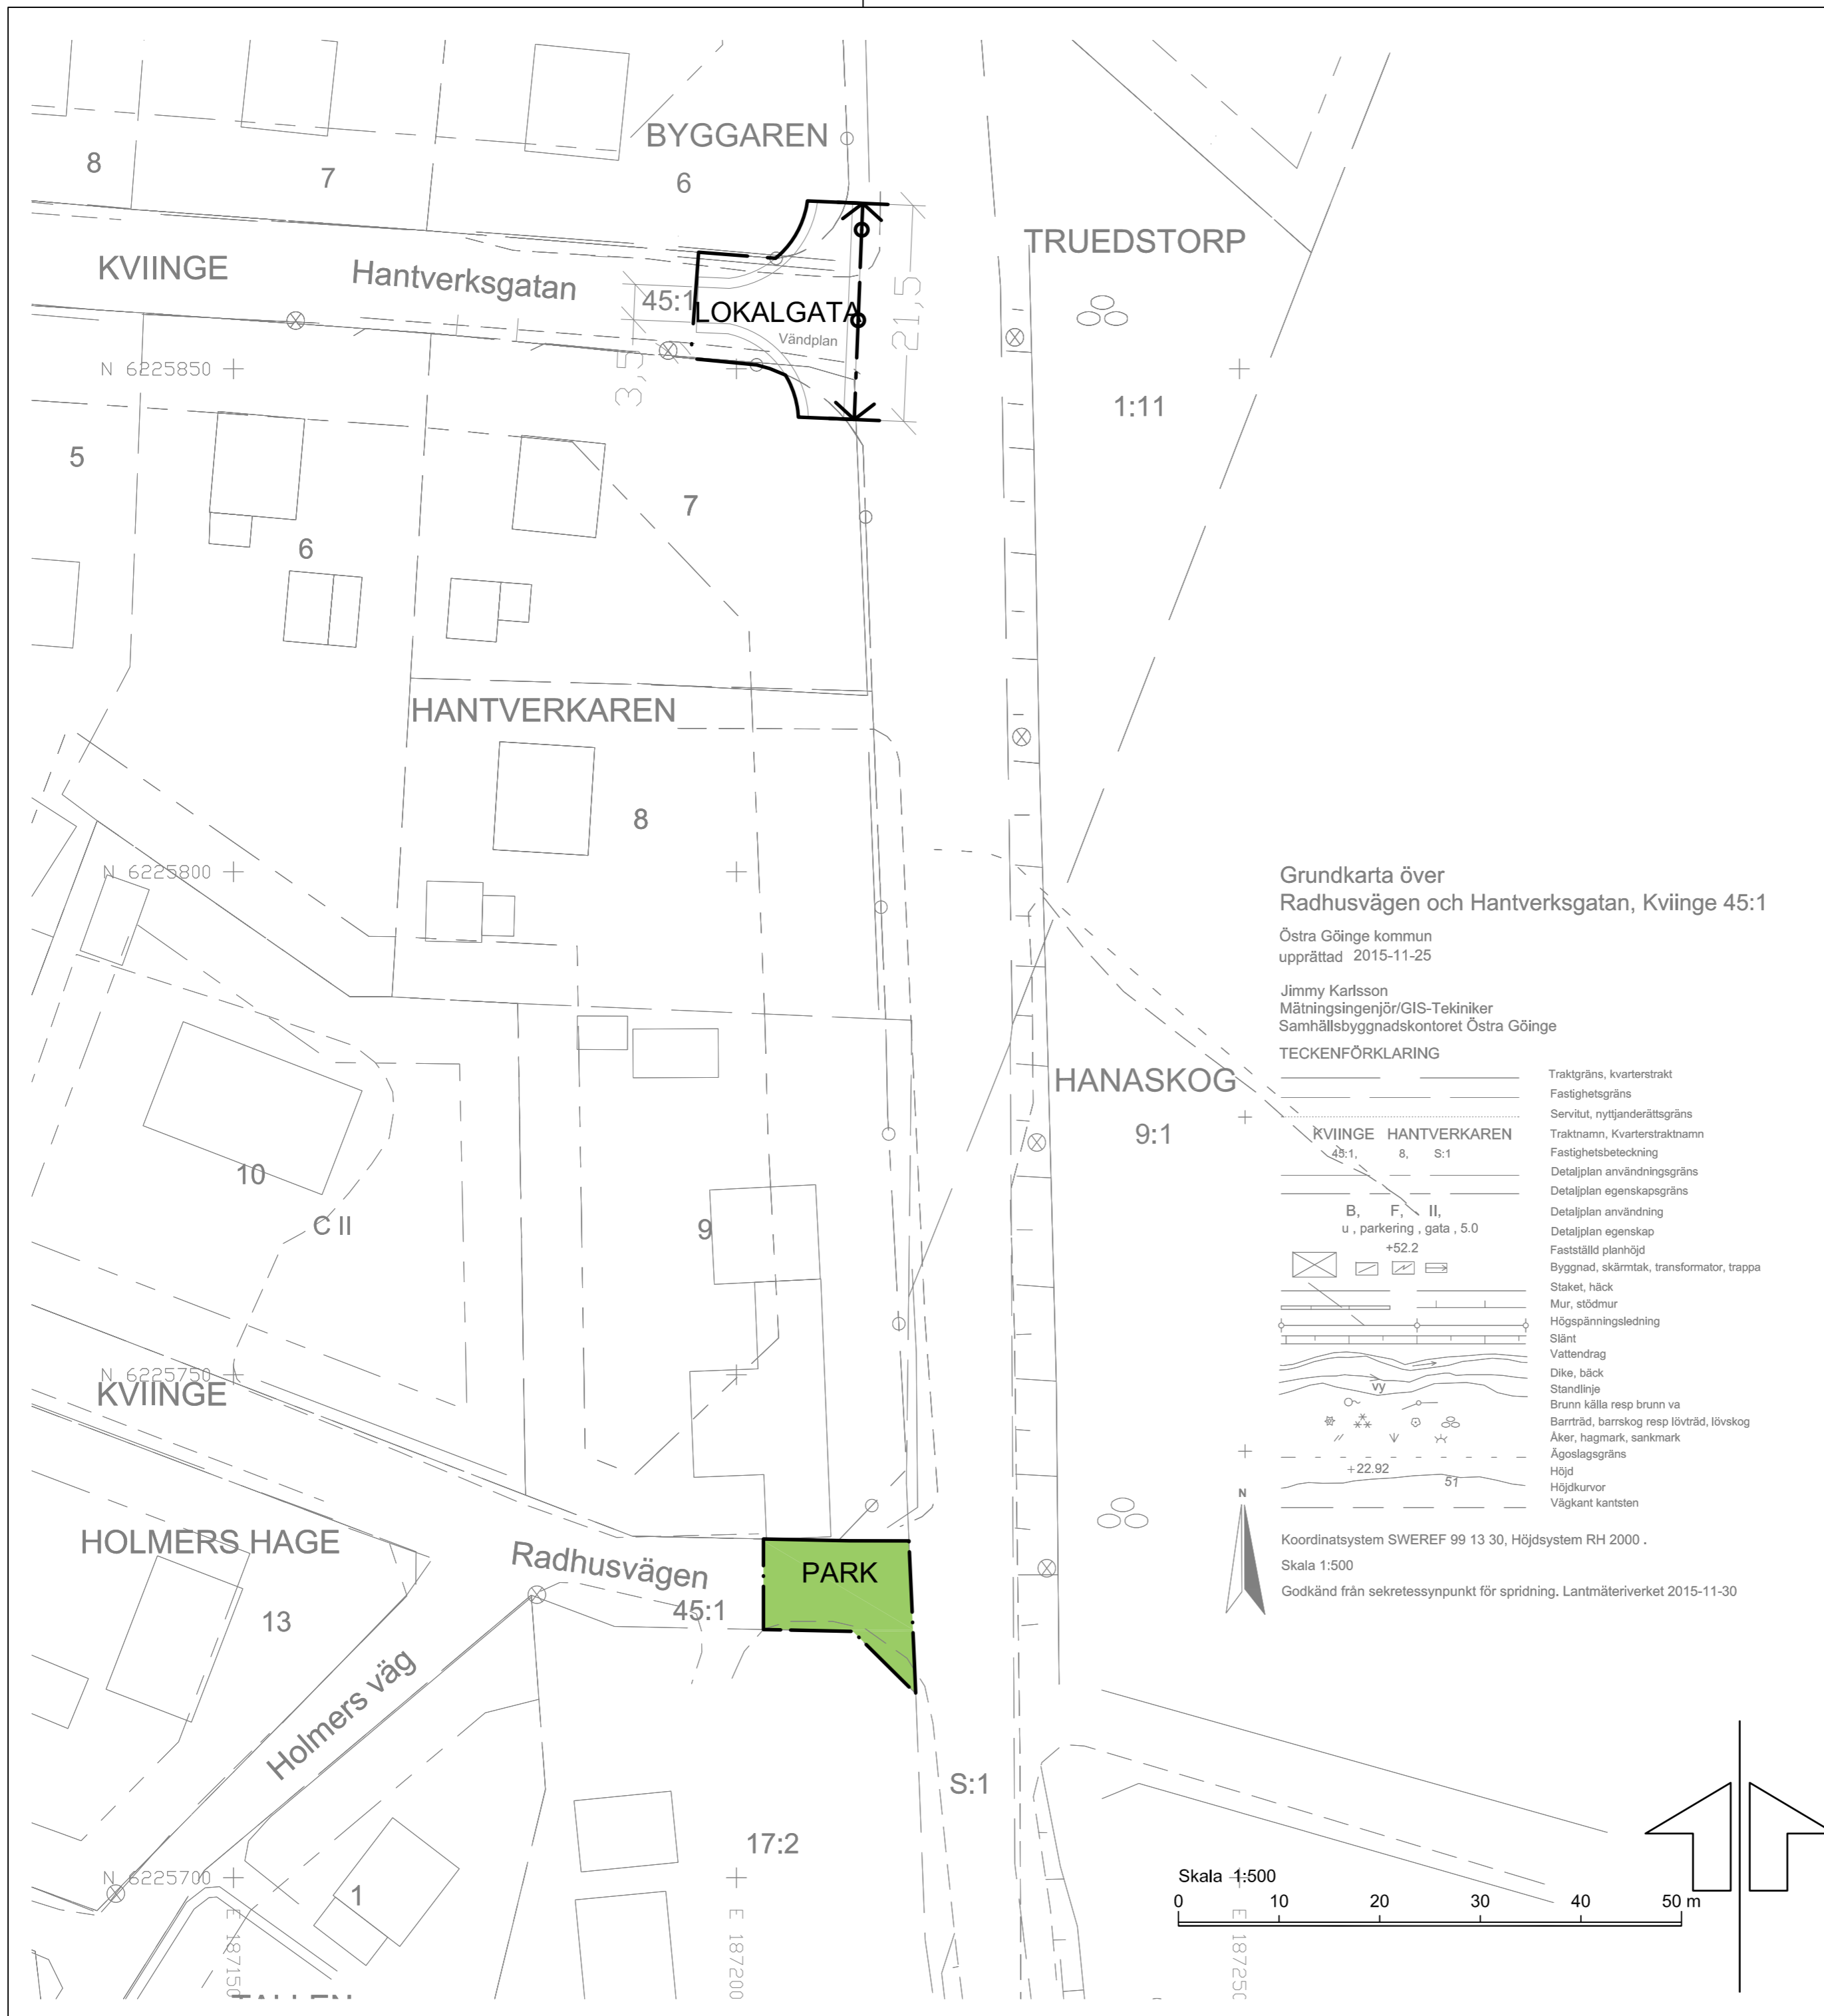 BYGGAREN
8
7
6
TRUEDSTORP
KVIINGE
Hantverksgatan
45:1
LOKALGATA
Vändplan
21,5
3,5
N 6225850
1:11
5
6
7
HANTVERKAREN
8
N 6225800
Grundkarta över
Radhusvägen och Hantverksgatan, Kviinge 45:1
Östra Göinge kommun
upprättad 2015-11-25
Jimmy Karlsson
Mätningsingenjör/GIS-Tekiniker
Samhällsbyggnadskontoret Östra Göinge
TECKENFÖRKLARING
Traktgräns, kvarterstrakt
Fastighetsgräns
Servitut, nyttjanderättsgräns
KVIINGE HANTVERKAREN Traktnamn, Kvarterstraktnamn
45:1, 8, S:1 Fastighetsbeteckning
Detaljplan användningsgräns
Detaljplan egenskapsgräns
B, F, II, Detaljplan användning
u , parkering , gata , 5.0 Detaljplan egenskap
+52.2 Fastställd planhöjd
Byggnad, skärmtak, transformator, trappa
Staket, häck
Mur, stödmur
Högspänningsledning
Slänt
Vattendrag
Dike, bäck
vy Standlinje
Brunn källa resp brunn va
Barrträd, barrskog resp lövträd, lövskog
Åker, hagmark, sankmark
Ägoslagsgräns
+22.92 Höjd
51 Höjdkurvor
Vägkant kantsten
N
Koordinatsystem SWEREF 99 13 30, Höjdsystem RH 2000 .
Skala 1:500
Godkänd från sekretessynpunkt för spridning. Lantmäteriverket 2015-11-30
HANASKOG
9:1
10
C II
9
N 6225750
KVIINGE
HOLMERS HAGE
Radhusvägen
45:1
PARK
13
Holmers väg
S:1
17:2
N 6225700
1
E 187150
E 187200
E 187250
Skala 1:500
0 10 20 30 40 50 m